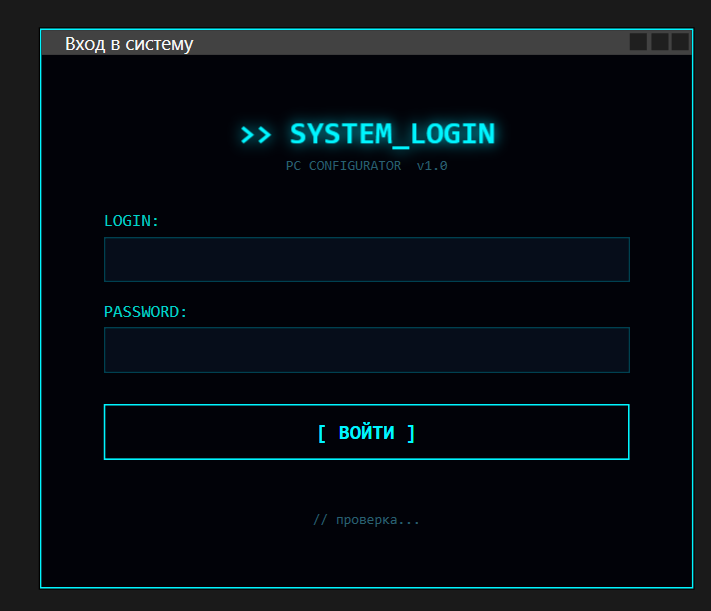 Вход в систему
>> SYSTEM_LOGIN
PC CONFIGURATOR  v1.0
LOGIN:
PASSWORD:
[ ВОЙТИ ]
// проверка...